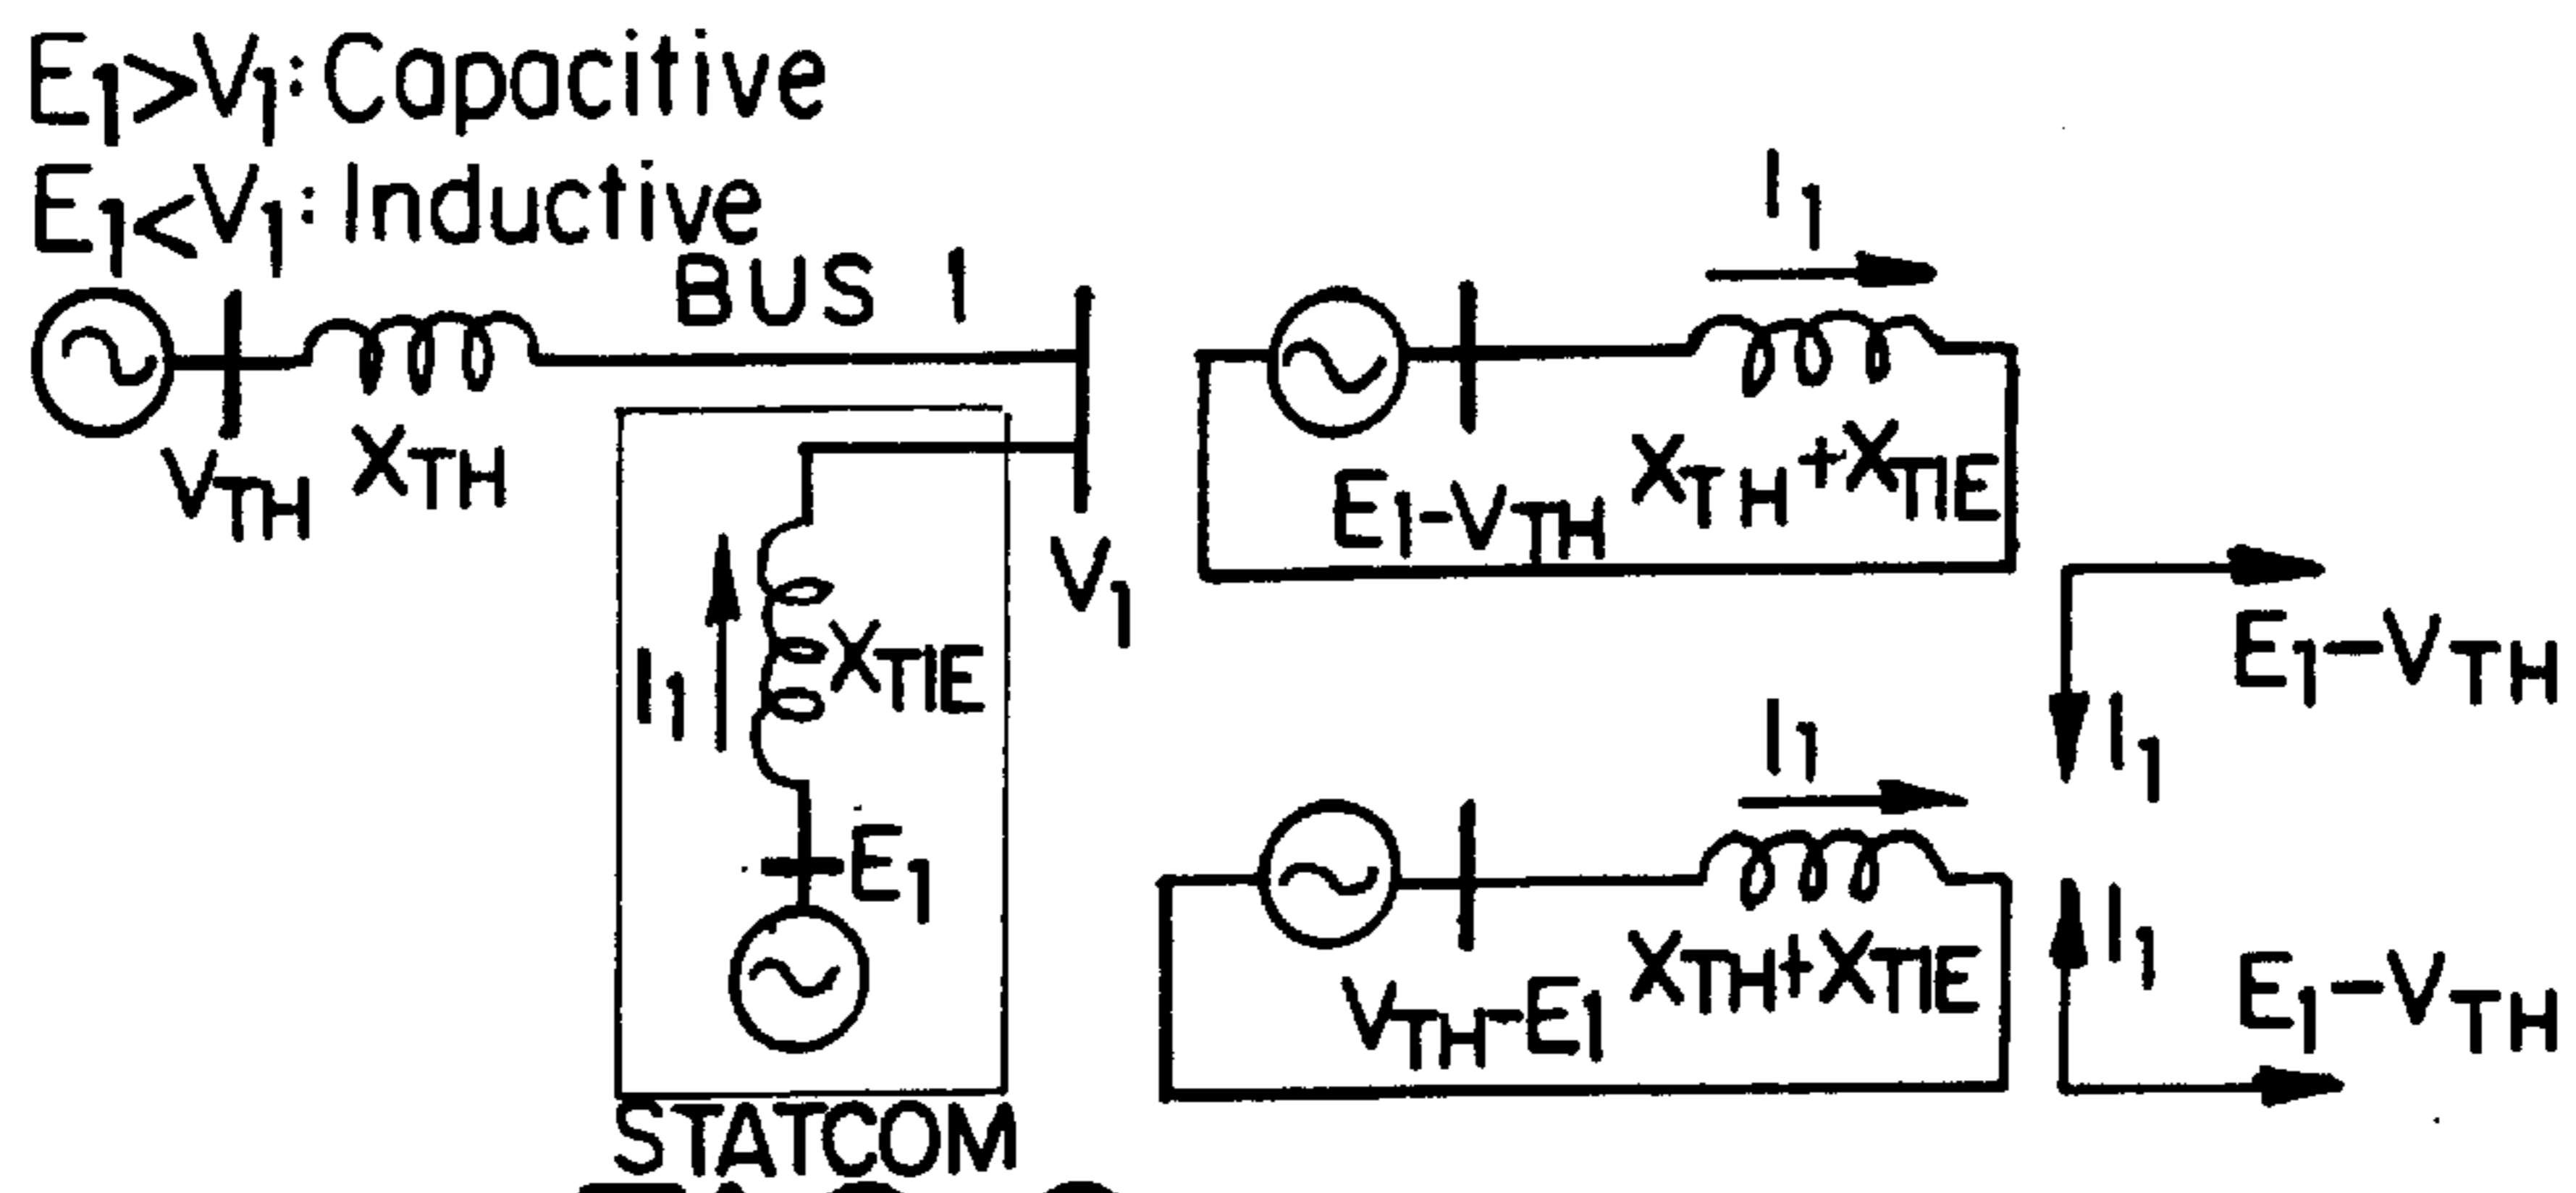 E1>V1: Capacitive
E1<V1: Inductive
BUS 1
VTH
XTH
V1
I1
XTIE
E1
STATCOM
I1
E1-VTH
XTH+XTIE
E1-VTH
I1
I1
VTH-E1
XTH+XTIE
I1
E1-VTH